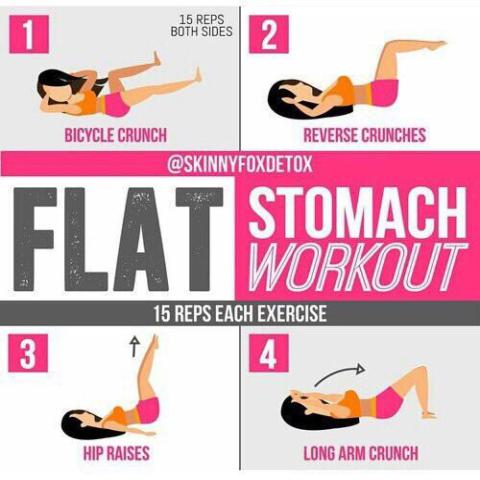 1
15 REPS
BOTH SIDES
BICYCLE CRUNCH
2
REVERSE CRUNCHES
@SKINNYFOXDETOX
FLAT STOMACH
WORKOUT
15 REPS EACH EXERCISE
3
HIP RAISES
4
LONG ARM CRUNCH